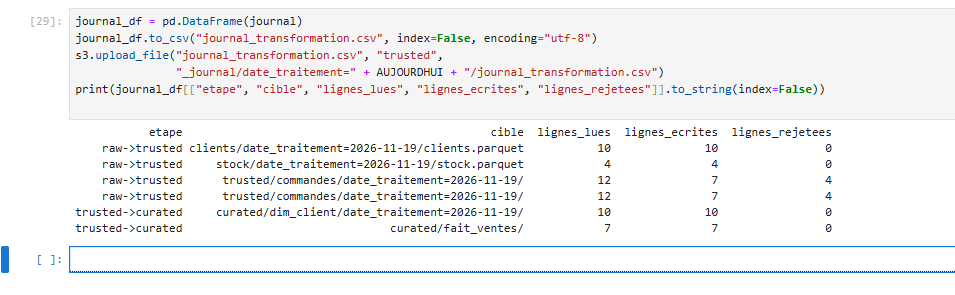 [29]: journal_df = pd.DataFrame(journal)
journal_df.to_csv("journal_transformation.csv", index=False, encoding="utf-8")
s3.upload_file("journal_transformation.csv", "trusted",
"_journal/date_traitement=" + AUJOURDHUI + "/journal_transformation.csv")
print(journal_df[["etape", "cible", "lignes_lues", "lignes_ecrites", "lignes_rejetees"]].to_string(index=False))
etape cible lignes_lues lignes_ecrites lignes_rejetees
raw->trusted clients/date_traitement=2026-11-19/clients.parquet 10 10 0
raw->trusted stock/date_traitement=2026-11-19/stock.parquet 4 4 0
raw->trusted trusted/commandes/date_traitement=2026-11-19/ 12 7 4
raw->trusted trusted/commandes/date_traitement=2026-11-19/ 12 7 4
trusted->curated curated/dim_client/date_traitement=2026-11-19/ 10 10 0
trusted->curated curated/fait_ventes/ 7 7 0
[ ]: